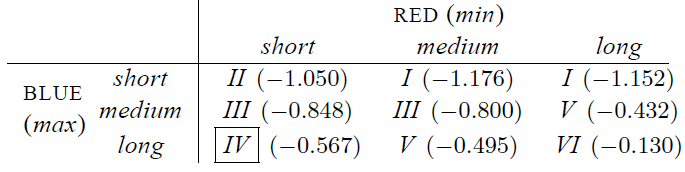 RED (min)
short medium long
BLUE (max) short II (−1.050) I (−1.176) I (−1.152)
medium III (−0.848) III (−0.800) V (−0.432)
long IV (−0.567) V (−0.495) VI (−0.130)